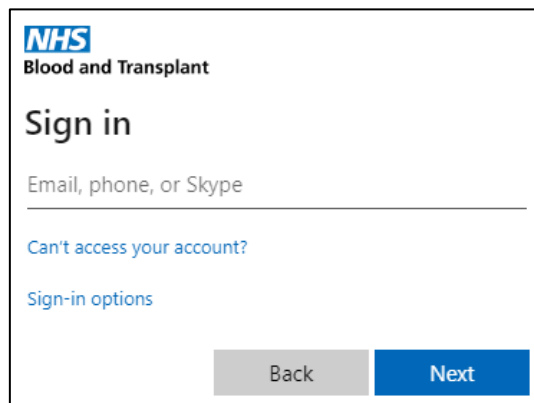 NHS
Blood and Transplant
Sign in
Email, phone, or Skype
Can't access your account?
Sign-in options
Back
Next